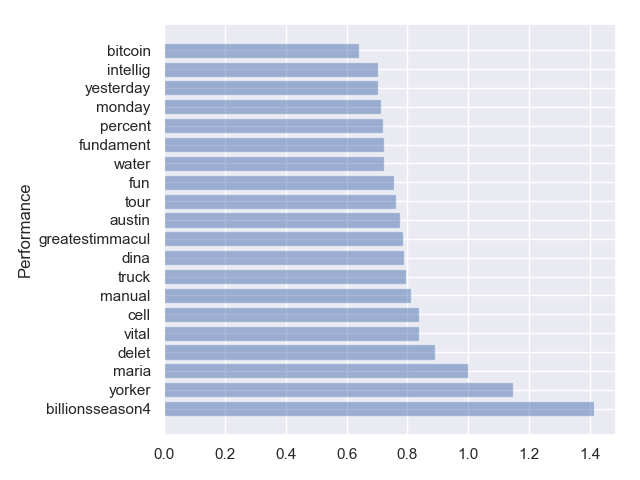 bitcoin
intellig
yesterday
monday
percent
fundament
water
fun
tour
austin
greatestimmacul
dina
truck
manual
cell
vital
delet
maria
yorker
billionsseason4
Performance
0.0 0.2 0.4 0.6 0.8 1.0 1.2 1.4